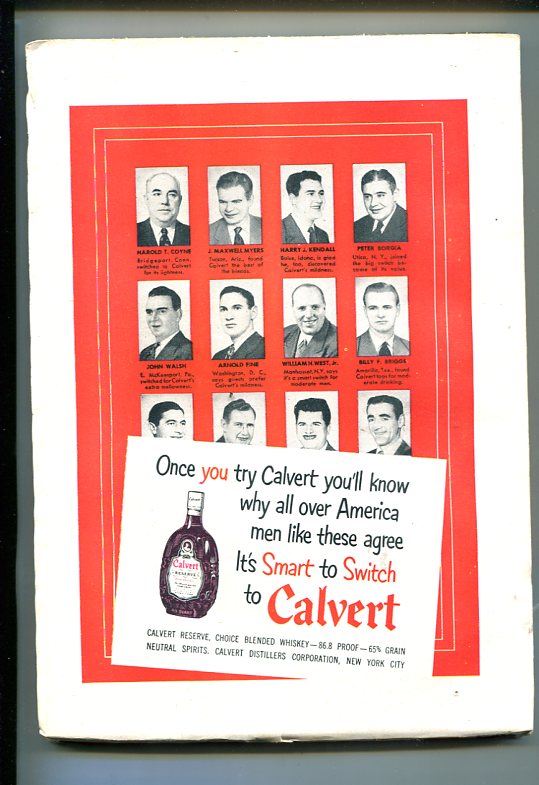 HAROLD T. COYNE
Bridgeport, Conn.
switched to Calvert
for its lightness.
J. MAXWELL MYERS
Tucson, Ariz., found
Calvert the best of
the blends.
HARRY J. KENDALL
Boise, Idaho, is glad
he, too, discovered
Calvert's mildness.
PETER BORGIA
Utica, N. Y., joined
the big switch be-
cause of its value.
JOHN WALSH
E. McKeesport, Pa.,
switched for Calvert's
extra mellowness.
ARNOLD FINE
Washington, D. C.,
says guests prefer
Calvert's mildness.
WILLIAM H. WEST, Jr.
Manhasset, N.Y. says
it's a smart switch for
moderate men.
BILLY F. BRIGGS
Amarillo, Tex., found
Calvert tops for mod-
erate drinking.
Once you try Calvert you'll know
why all over America
men like these agree
It's Smart to Switch
to Calvert
Calvert
RESERVE
CALVERT RESERVE, CHOICE BLENDED WHISKEY—86.8 PROOF—65% GRAIN
NEUTRAL SPIRITS. CALVERT DISTILLERS CORPORATION, NEW YORK CITY